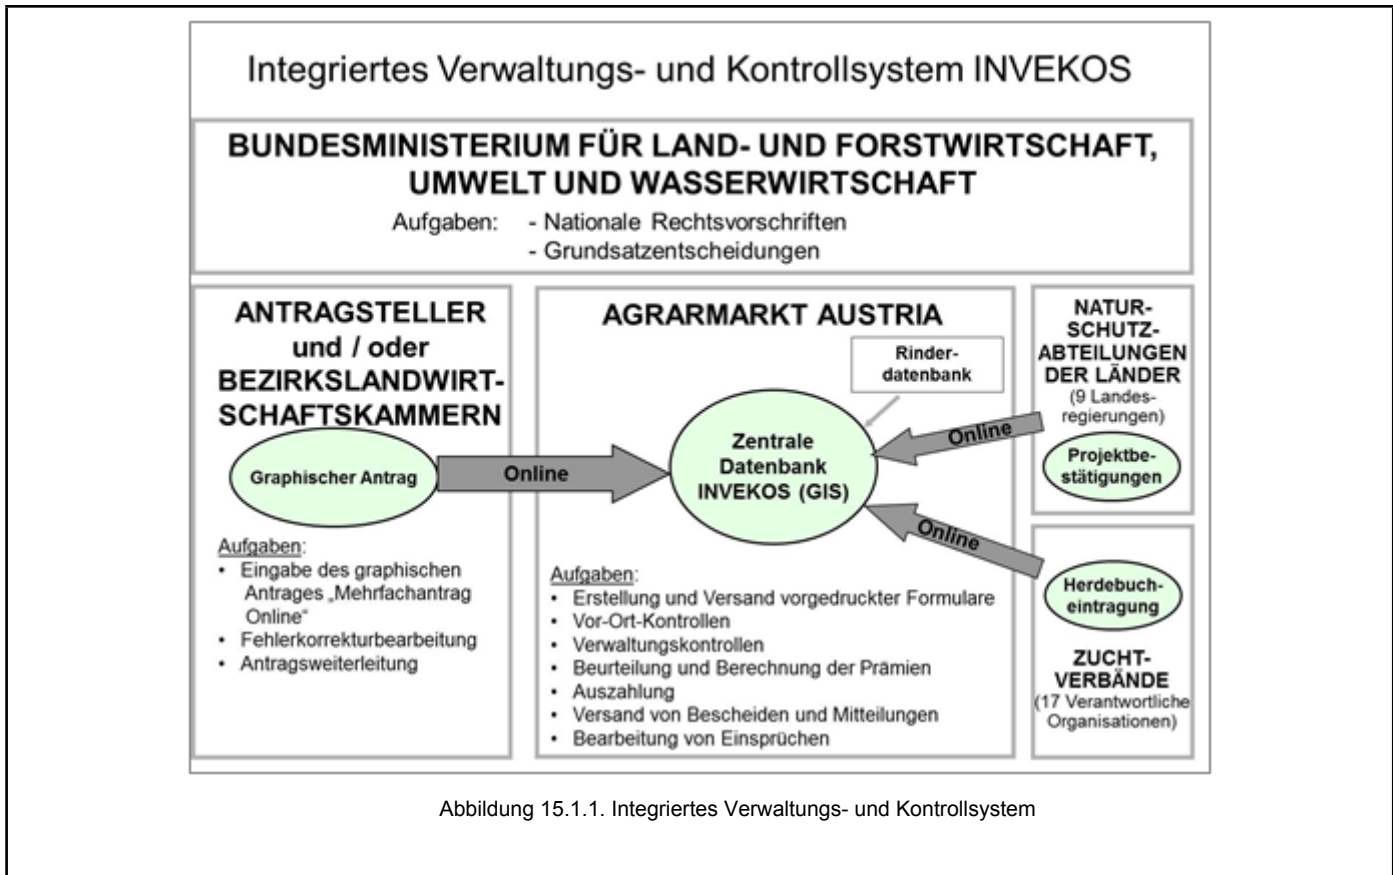 Integriertes Verwaltungs- und Kontrollsystem INVEKOS
BUNDESMINISTERIUM FÜR LAND- UND FORSTWIRTSCHAFT,
UMWELT UND WASSERWIRTSCHAFT
Aufgaben: - Nationale Rechtsvorschriften
- Grundsatzentscheidungen
ANTRAGSTELLER
und / oder
BEZIRKSLANDWIRT-
SCHAFTSKAMMERN
Graphischer Antrag
Online
Aufgaben:
• Eingabe des graphischen
Antrages „Mehrfachantrag
Online“
• Fehlerkorrekturbearbeitung
• Antragsweiterleitung
AGRARMARKT AUSTRIA
Rinder-
datenbank
Zentrale
Datenbank
INVEKOS (GIS)
Online
Online
Aufgaben:
• Erstellung und Versand vorgedruckter Formulare
• Vor-Ort-Kontrollen
• Verwaltungskontrollen
• Beurteilung und Berechnung der Prämien
• Auszahlung
• Versand von Bescheiden und Mitteilungen
• Bearbeitung von Einsprüchen
NATUR-
SCHUTZ-
ABTEILUNGEN
DER LÄNDER
(9 Landes-
regierungen)
Projektbe-
stätigungen
Herdebuch-
eintragung
ZUCHT-
VERBÄNDE
(17 Verantwortliche
Organisationen)
Abbildung 15.1.1. Integriertes Verwaltungs- und Kontrollsystem